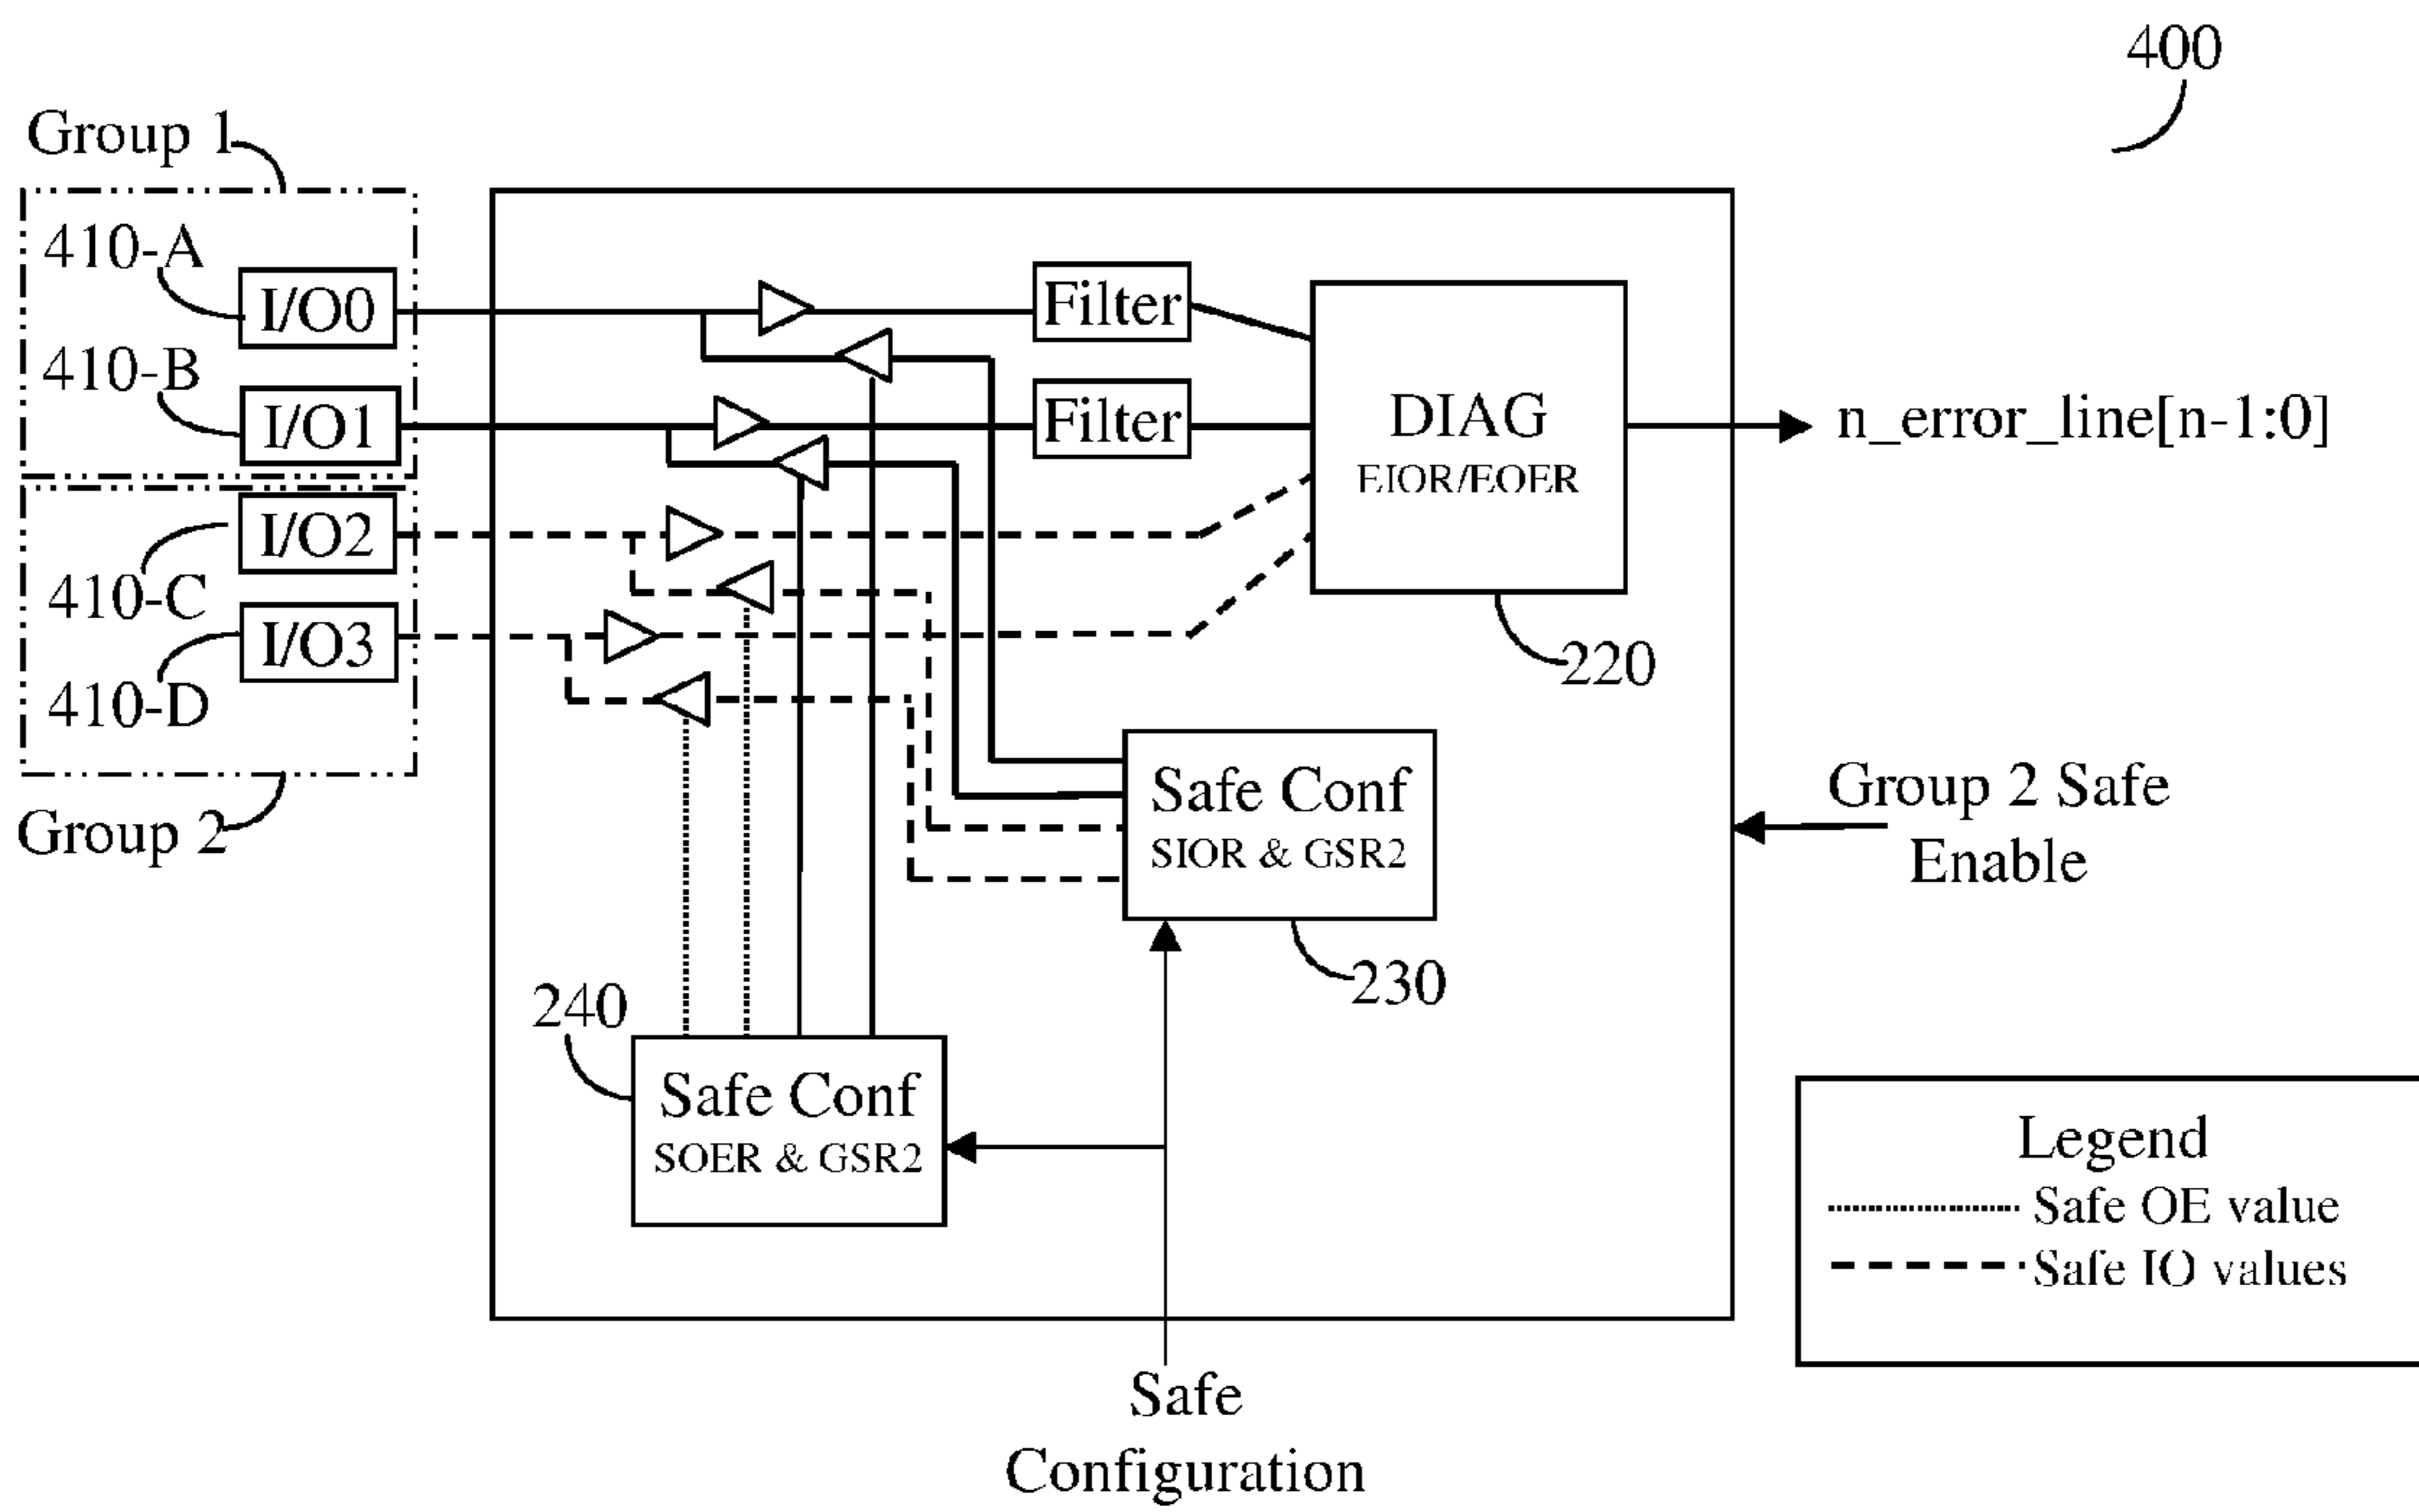 400
Group 1
410-A
I/O0
410-B
I/O1
I/O2
410-C
I/O3
410-D
Group 2
Filter
Filter
DIAG
EIOR/EOER
220
n_error_line[n-1:0]
Group 2 Safe
Enable
Safe Conf
SIOR & GSR2
230
240
Safe Conf
SOER & GSR2
Safe
Configuration
Legend
Safe OE value
Safe IO values